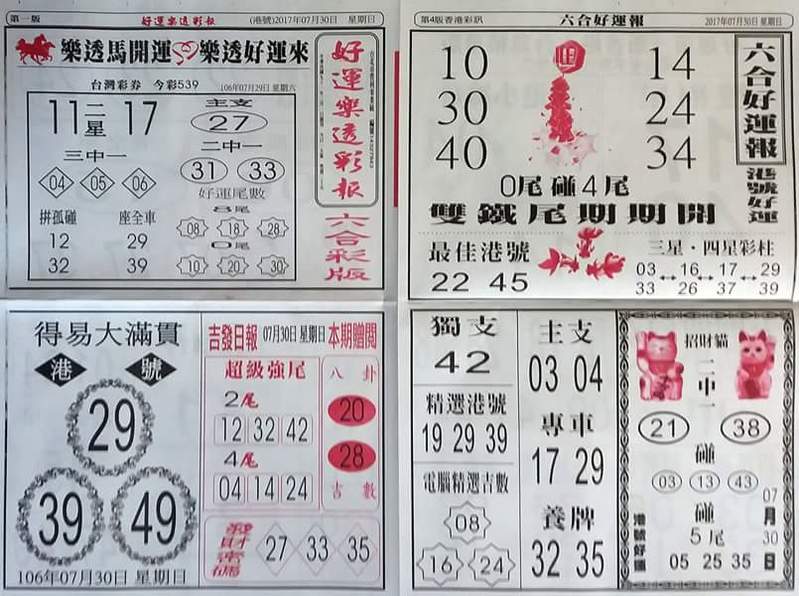 第一版 好運樂透彩報 (港號)2017年07月30日 星期日
樂透馬開運 樂透好運來
台灣彩券 今彩539 106年07月29日 星期六
11 二星 17
三中一
04 05 06
拼孤碰 座全車
12 29
32 39
主支
27
二中一
31 33
好運尾數
8尾
08 18 28
0尾
10 20 30
好運樂透彩報
六合彩版
第4版香港彩訊 六合好運報 2017年07月30日 星期日
10 14
30 24
40 34
0尾 碰 4尾
雙鐵尾期期開
六合好運報
港號好運
最佳港號
22 45
三星·四星彩柱
03 16 17 29
33 26 37 39
得易大滿貫
港 號
29
39 49
106年07月30日 星期日
吉發日報 07月30日 星期日 本期贈閱
超級強尾
2尾
12 32 42
4尾
04 14 24
八卦
20
28
吉數
發財密碼
27 33 35
獨支
42
精選港號
19 29 39
電腦精選吉數
08
16 24
主支
03 04
專車
17 29
養牌
32 35
招財貓
二中一
21 38
碰
03 13 43
碰
5尾
05 25 35
港號好運
07月30日